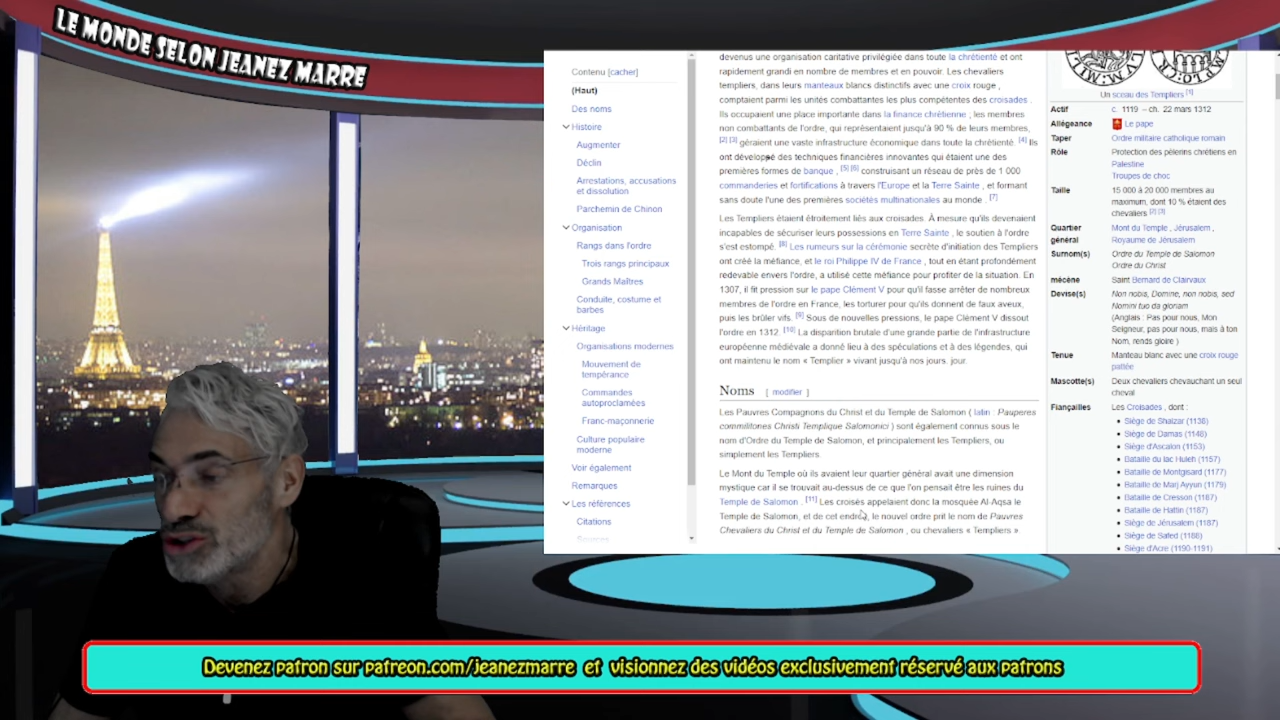 LE MONDE SELON JEANEZ MARRE
Contenu [cacher]
(Haut)
Des noms
Histoire
Augmenter
Déclin
Arrestations, accusations
et dissolution
Parchemin de Chinon
Organisation
Rangs dans l'ordre
Trois rangs principaux
Grands Maîtres
Conduite, costume et
barbes
Héritage
Organisations modernes
Mouvement de
tempérance
Commandes
autoproclamées
Franc-maçonnerie
Culture populaire
moderne
Voir également
Remarques
Les références
Citations
devenus une organisation caritative privilégiée dans toute la chrétienté et ont
rapidement grandi en nombre de membres et en pouvoir. Les chevaliers
templiers, dans leurs manteaux blancs distinctifs avec une croix rouge ,
comptaient parmi les unités combattantes les plus compétentes des croisades .
Ils occupaient une place importante dans la finance chrétienne ; les membres
non combattants de l'ordre, qui représentaient jusqu'à 90 % de leurs membres,
[2] [3] géraient une vaste infrastructure économique dans toute la chrétienté. [4] Ils
ont développé des techniques financières innovantes qui étaient une des
premières formes de banque , [5] [6] construisant un réseau de près de 1 000
commanderies et fortifications à travers l'Europe et la Terre Sainte , et formant
sans doute l'une des premières sociétés multinationales au monde . [7]
Les Templiers étaient étroitement liés aux croisades. À mesure qu'ils devenaient
incapables de sécuriser leurs possessions en Terre Sainte , le soutien à l'ordre
s'est estompé. [8] Les rumeurs sur la cérémonie secrète d'initiation des Templiers
ont créé la méfiance, et le roi Philippe IV de France , tout en étant profondément
redevable envers l'ordre, a utilisé cette méfiance pour profiter de la situation. En
1307, il fit pression sur le pape Clément V pour qu'il fasse arrêter de nombreux
membres de l'ordre en France, les torturer pour qu'ils donnent de faux aveux,
puis les brûler vifs. [9] Sous de nouvelles pressions, le pape Clément V dissout
l'ordre en 1312. [10] La disparition brutale d'une grande partie de l'infrastructure
européenne médiévale a donné lieu à des spéculations et à des légendes, qui
ont maintenu le nom « Templier » vivant jusqu'à nos jours. jour.
Noms [ modifier ]
Les Pauvres Compagnons du Christ et du Temple de Salomon ( latin : Pauperes
commilitones Christi Templique Salomonici ) sont également connus sous le
nom d'Ordre du Temple de Salomon, et principalement les Templiers, ou
simplement les Templiers.
Le Mont du Temple où ils avaient leur quartier général avait une dimension
mystique car il se trouvait au-dessus de ce que l'on pensait être les ruines du
Temple de Salomon . [11] Les croisés appelaient donc la mosquée Al-Aqsa le
Temple de Salomon, et de cet endroit, le nouvel ordre prit le nom de Pauvres
Chevaliers du Christ et du Temple de Salomon , ou chevaliers « Templiers ».
Un sceau des Templiers [1]
Actif c. 1119 – ch. 22 mars 1312
Allégeance Le pape
Taper Ordre militaire catholique romain
Rôle Protection des pèlerins chrétiens en
Palestine
Troupes de choc
Taille 15 000 à 20 000 membres au
maximum, dont 10 % étaient des
chevaliers [2] [3]
Quartier général Mont du Temple , Jérusalem ,
Royaume de Jérusalem
Surnom(s) Ordre du Temple de Salomon
Ordre du Christ
mécène Saint Bernard de Clairvaux
Devise(s) Non nobis, Domine, non nobis, sed
Nomini tuo da gloriam
(Anglais : Pas pour nous, Mon
Seigneur, pas pour nous, mais à ton
Nom, rends gloire )
Tenue Manteau blanc avec une croix rouge
pattée
Mascotte(s) Deux chevaliers chevauchant un seul
cheval
Fiançailles Les Croisades , dont :
Siège de Shaizar (1138)
Siège de Damas (1148)
Siège d'Ascalon (1153)
Bataille du lac Huleh (1157)
Bataille de Montgisard (1177)
Bataille de Marj Ayyun (1179)
Bataille de Cresson (1187)
Bataille de Hattin (1187)
Siège de Jérusalem (1187)
Siège de Safed (1188)
Siège d'Acre (1190-1191)
Devenez patron sur patreon.com/jeanezmarre et visionnez des vidéos exclusivement réservé aux patrons